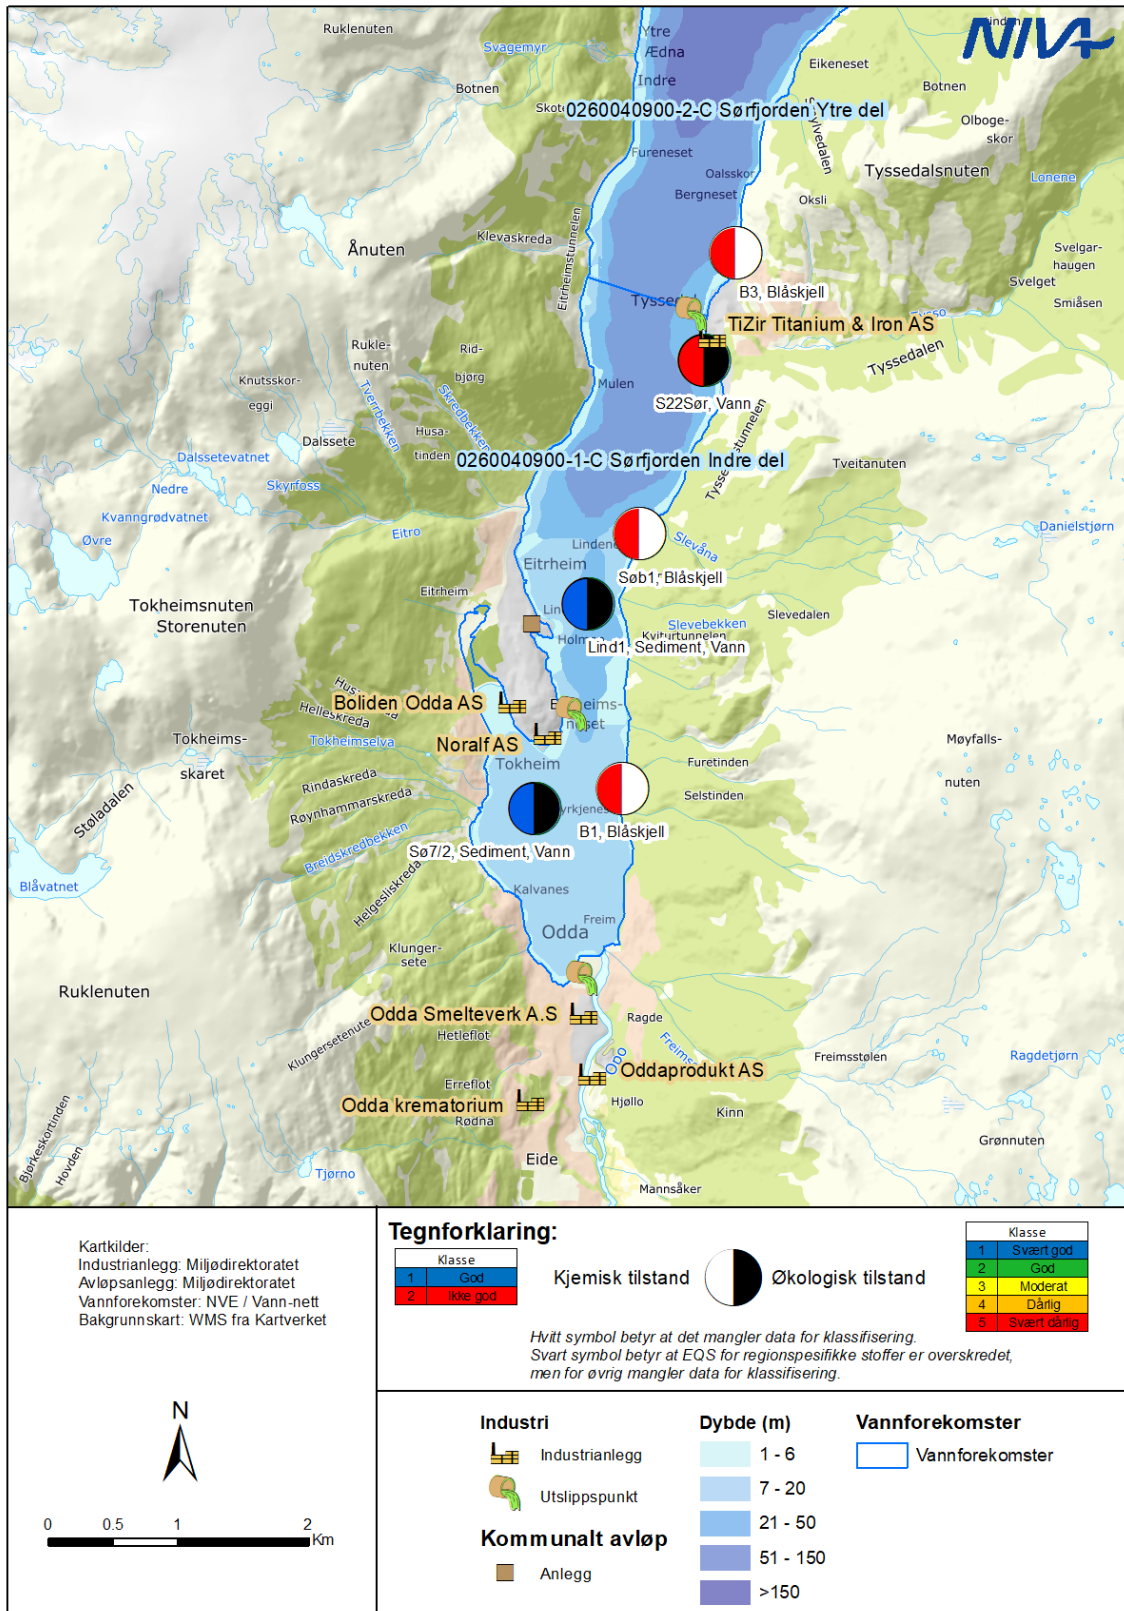 NIVA
Ruklenuten
Ytre
Ædna
Indre
Svagemyr
Botnen
Eikeneset
Botnen
0260040900-2-C Sørfjorden Ytre del
Olboge-
skor
Fureneset
Oalsskor
Bergneset
Tyssedalsnuten
Lonene
Oksli
Klevaskreda
Eitrheimstunnelen
Ånuten
Svelgar-
haugen
Svelget
Smiåsen
B3, Blåskjell
TiZir Titanium & Iron AS
Tyssedalen
Rukle-
nuten
Rid-
bjørg
Mulen
S22Sør, Vann
Knutsskor-
eggi
Tverrbekken
Skredbekken
Husa-
tinden
Dalssete
Dalssetevatnet
0260040900-1-C Sørfjorden Indre del
Tveitanuten
Nedre
Skyrfoss
Kvanngrødvatnet
Øvre
Eitro
Danielstjørn
Slevåna
Eitrheim
Søb1, Blåskjell
Eitrheim
Tokheimsnuten
Storenuten
Slevedalen
Slevebekken
Kviturtunnelen
Lind1, Sediment, Vann
Boliden Odda AS
Helleskreda
Noralf AS
Tokheimselva
Tokheims-
skaret
Møyfalls-
nuten
Tokheim
Furetinden
Rindaskreda
Selstinden
Røynhammarskreda
Støladalen
B1, Blåskjell
Breidskredbekken
Sø7/2, Sediment, Vann
Blåvatnet
Kalvanes
Helgesliskreda
Freim
Odda
Klunger-
sete
Ruklenuten
Odda Smelteverk A.S
Ragde
Hetleflot
Klungersetenute
Opo
Freimsstølen
Ragdetjørn
Oddaprodukt AS
Erreflot
Odda krematorium
Hjøllo
Kinn
Rødna
Bjørkeskortinden
Hovden
Grønnuten
Eide
Tjørno
Mannsåker
Kartkilder:
Industrianlegg: Miljødirektoratet
Avløpsanlegg: Miljødirektoratet
Vannforekomster: NVE / Vann-nett
Bakgrunnskart: WMS fra Kartverket
N
0 0.5 1 2
Km
Tegnforklaring:
Klasse
1 God
2 Ikke god
Kjemisk tilstand
Økologisk tilstand
Klasse
1 Svært god
2 God
3 Moderat
4 Dårlig
5 Svært dårlig
Hvitt symbol betyr at det mangler data for klassifisering.
Svart symbol betyr at EQS for regionspesifikke stoffer er overskredet,
men for øvrig mangler data for klassifisering.
Industri
Industrianlegg
Utslippspunkt
Kommunalt avløp
Anlegg
Dybde (m)
1 - 6
7 - 20
21 - 50
51 - 150
>150
Vannforekomster
Vannforekomster